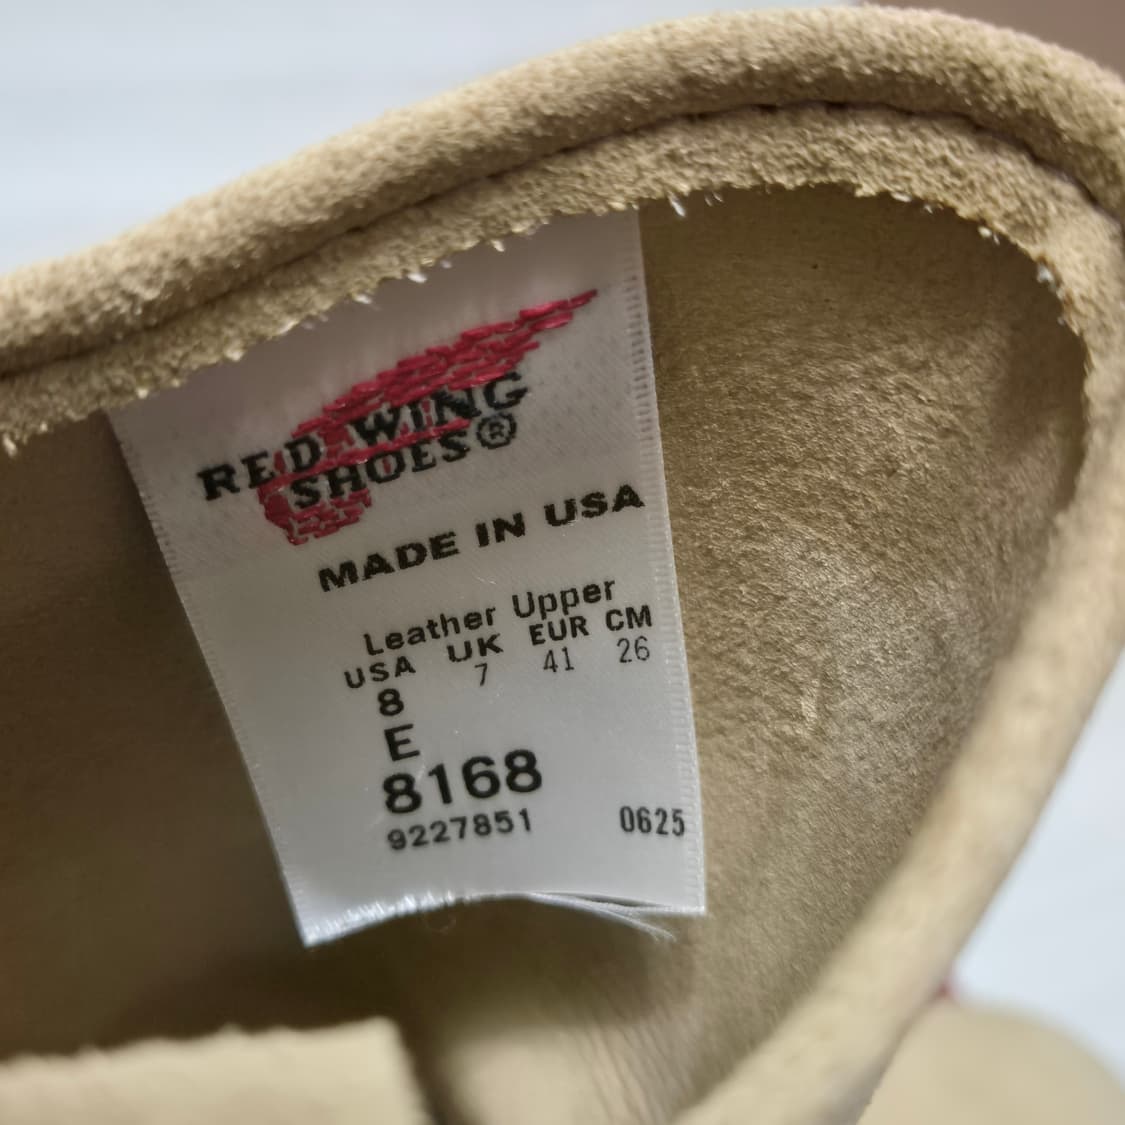 RED WING
SHOES®
MADE IN USA
Leather Upper
USA UK EUR CM
8 7 41 26
E
8168
9227851 0625